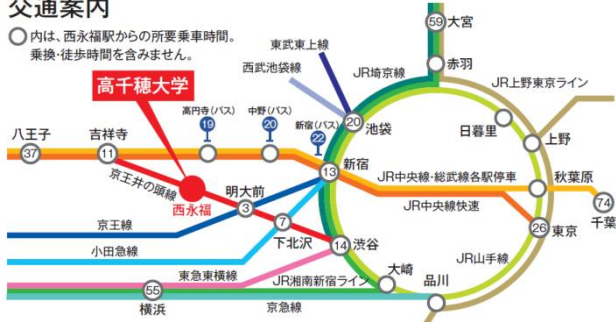 交通案内
○内は、西永福駅からの所要乗車時間。
乗換・徒歩時間を含みません。
高千穂大学
59
大宮
東武東上線
赤羽
西武池袋線
JR埼京線
JR上野東京ライン
高円寺(バス)
19
中野(バス)
20
新宿(バス)
22
20
池袋
日暮里
上野
八王子
37
吉祥寺
11
新宿
13
JR中央線・総武線各駅停車
秋葉原
74
千葉
京王井の頭線
西永福
明大前
3
JR中央線快速
26
東京
京王線
7
下北沢
小田急線
14
渋谷
JR山手線
東急東横線
JR湘南新宿ライン
大崎
品川
55
横浜
京急線